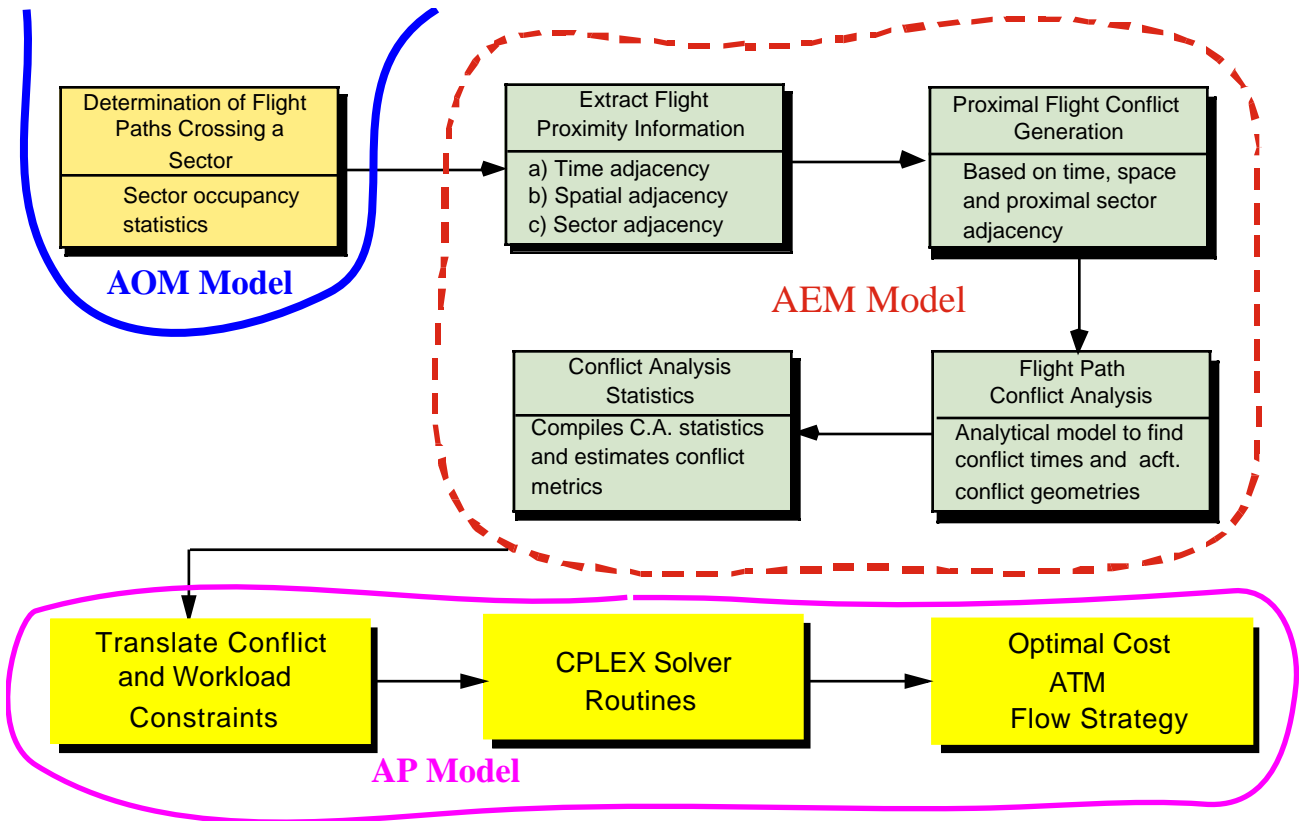 Determination of Flight
Paths Crossing a
Sector
Sector occupancy
statistics
AOM Model
Extract Flight
Proximity Information
a) Time adjacency
b) Spatial adjacency
c) Sector adjacency
Proximal Flight Conflict
Generation
Based on time, space
and proximal sector
adjacency
AEM Model
Flight Path
Conflict Analysis
Analytical model to find
conflict times and acft.
conflict geometries
Conflict Analysis
Statistics
Compiles C.A. statistics
and estimates conflict
metrics
Translate Conflict
and Workload
Constraints
CPLEX Solver
Routines
Optimal Cost
ATM
Flow Strategy
AP Model